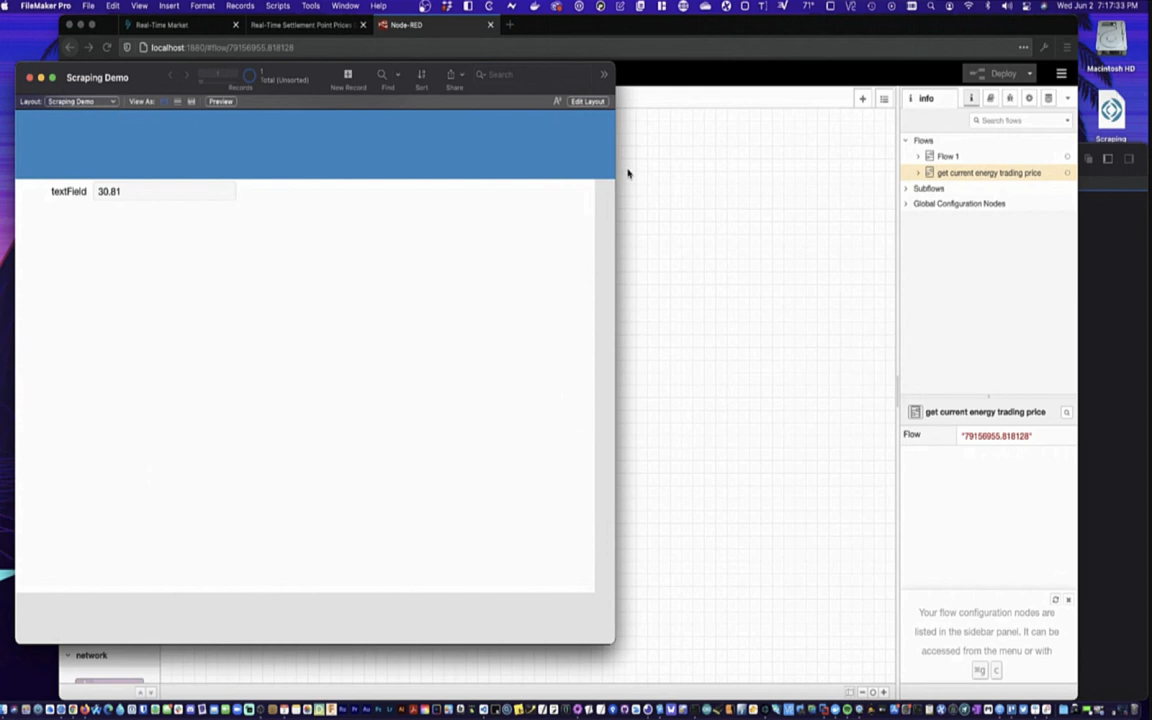 FileMaker Pro File Edit View Insert Format Records Scripts Tools Window Help 71° Wed Jun 2 7:17:33 PM
Real-Time Market
Real-Time Settlement Point Prices
Node-RED
localhost:1880/#flow/79156955.818128
Scraping Demo
1
Total (Unsorted)
Records
New Record
Find
Sort
Share
Search
Layout: Scraping Demo
View As:
Preview
Edit Layout
textField 30.81
network
Deploy
info
Search flows
Flows
Flow 1
get current energy trading price
Subflows
Global Configuration Nodes
get current energy trading price
Flow "79156955.818128"
Your flow configuration nodes are
listed in the sidebar panel. It can be
accessed from the menu or with
⌘g c
Macintosh HD
Scraping